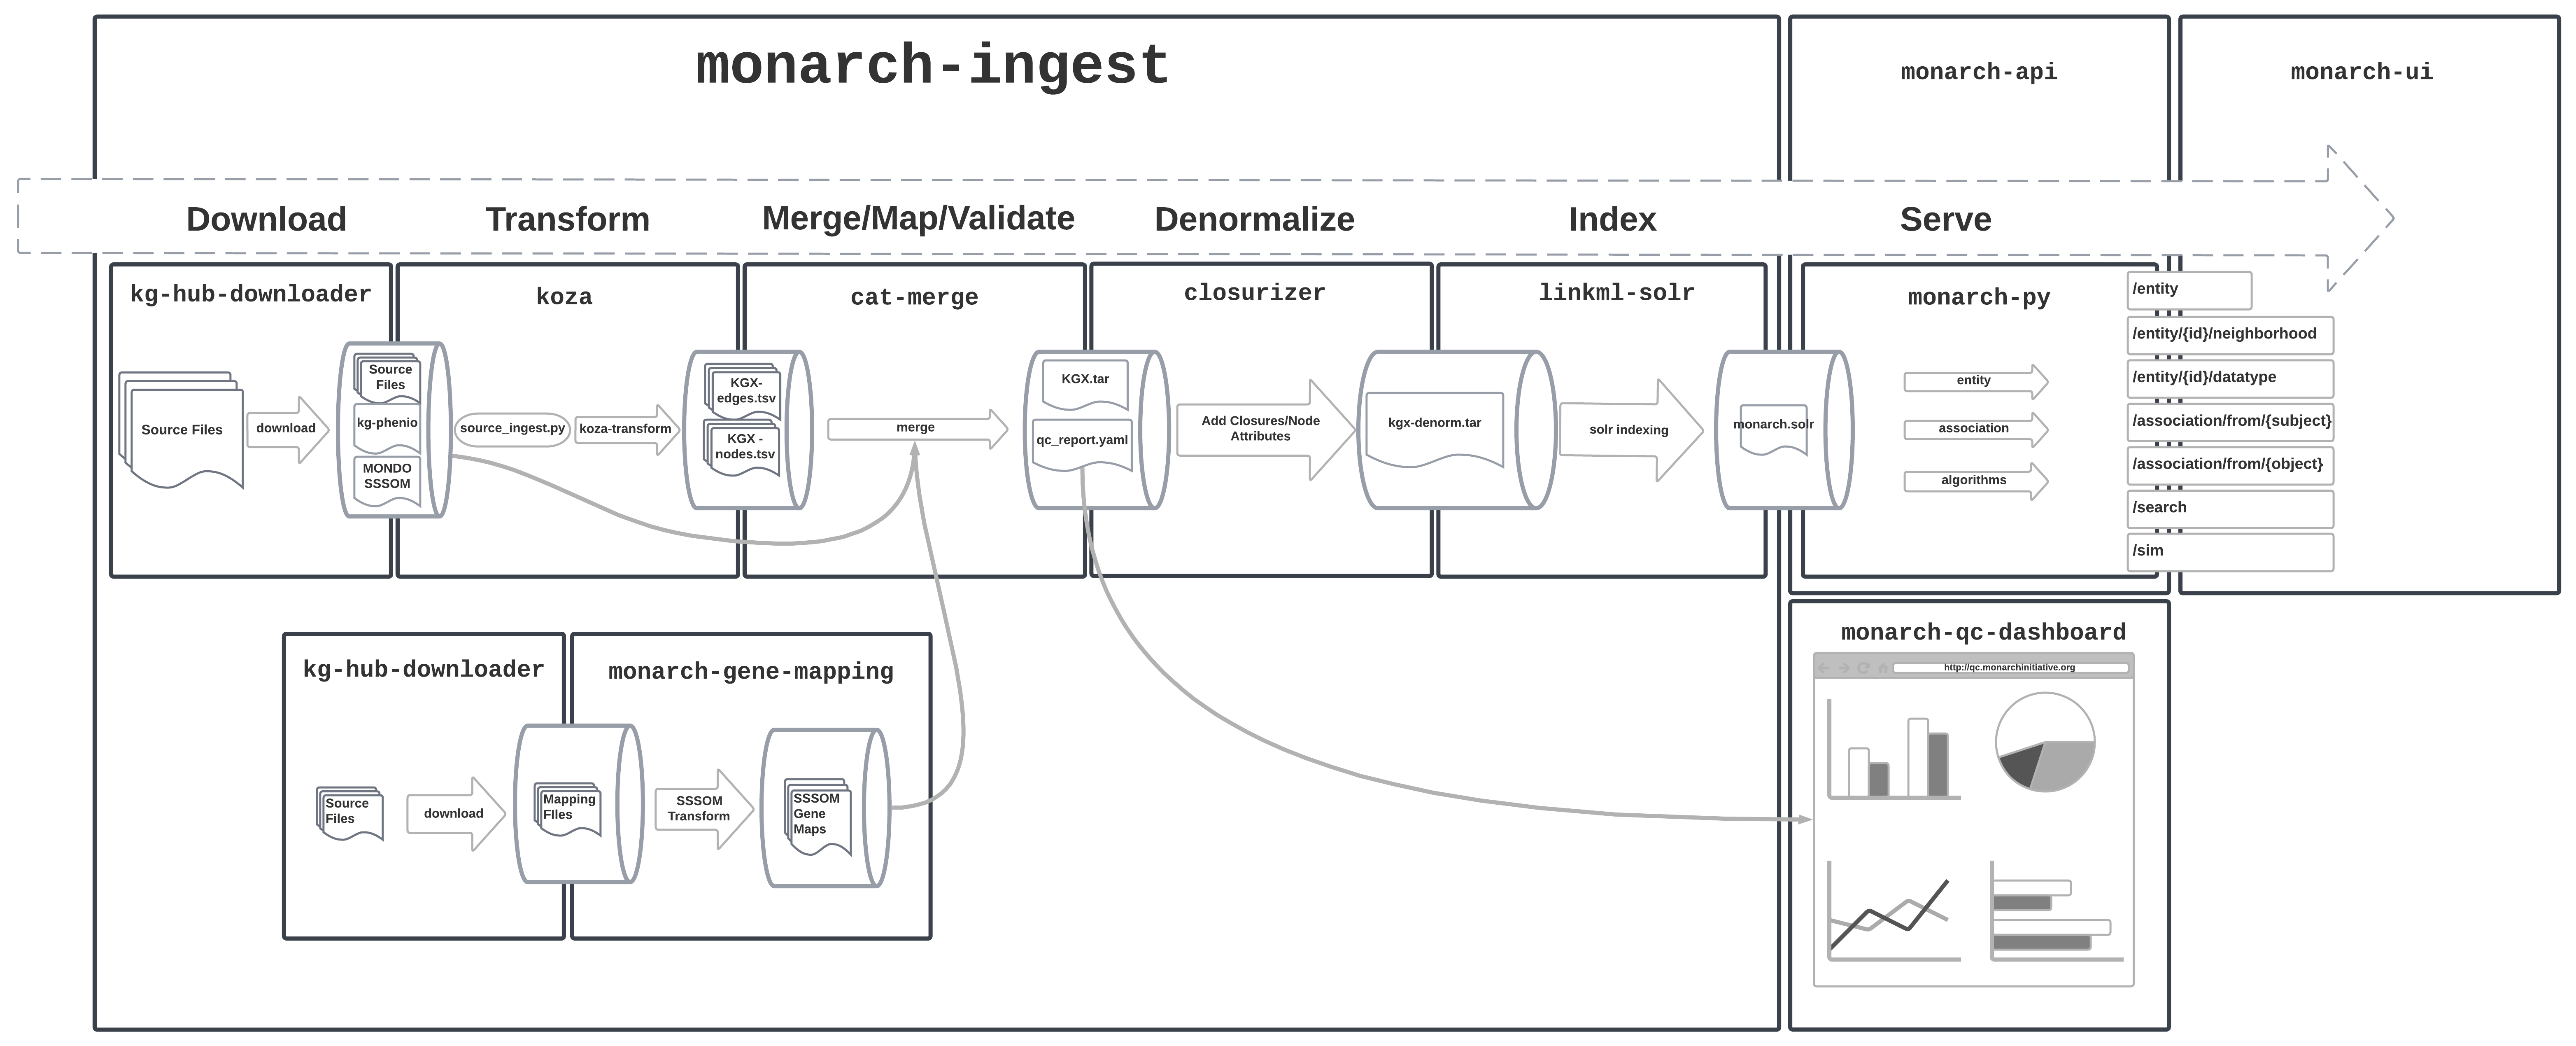 monarch-ingest
monarch-api
monarch-ui
Download
Transform
Merge/Map/Validate
Denormalize
Index
Serve
kg-hub-downloader
koza
cat-merge
closurizer
linkml-solr
monarch-py
Source Files
download
Source
Files
kg-phenio
MONDO
SSSOM
source_ingest.py
koza-transform
KGX-
edges.tsv
KGX -
nodes.tsv
merge
KGX.tar
qc_report.yaml
Add Closures/Node
Attributes
kgx-denorm.tar
solr indexing
monarch.solr
entity
association
algorithms
/entity
/entity/{id}/neighborhood
/entity/{id}/datatype
/association/from/{subject}
/association/from/{object}
/search
/sim
kg-hub-downloader
monarch-gene-mapping
Source
Files
download
Mapping
FIles
SSSOM
Transform
SSSOM
Gene
Maps
monarch-qc-dashboard
http://qc.monarchinitiative.org